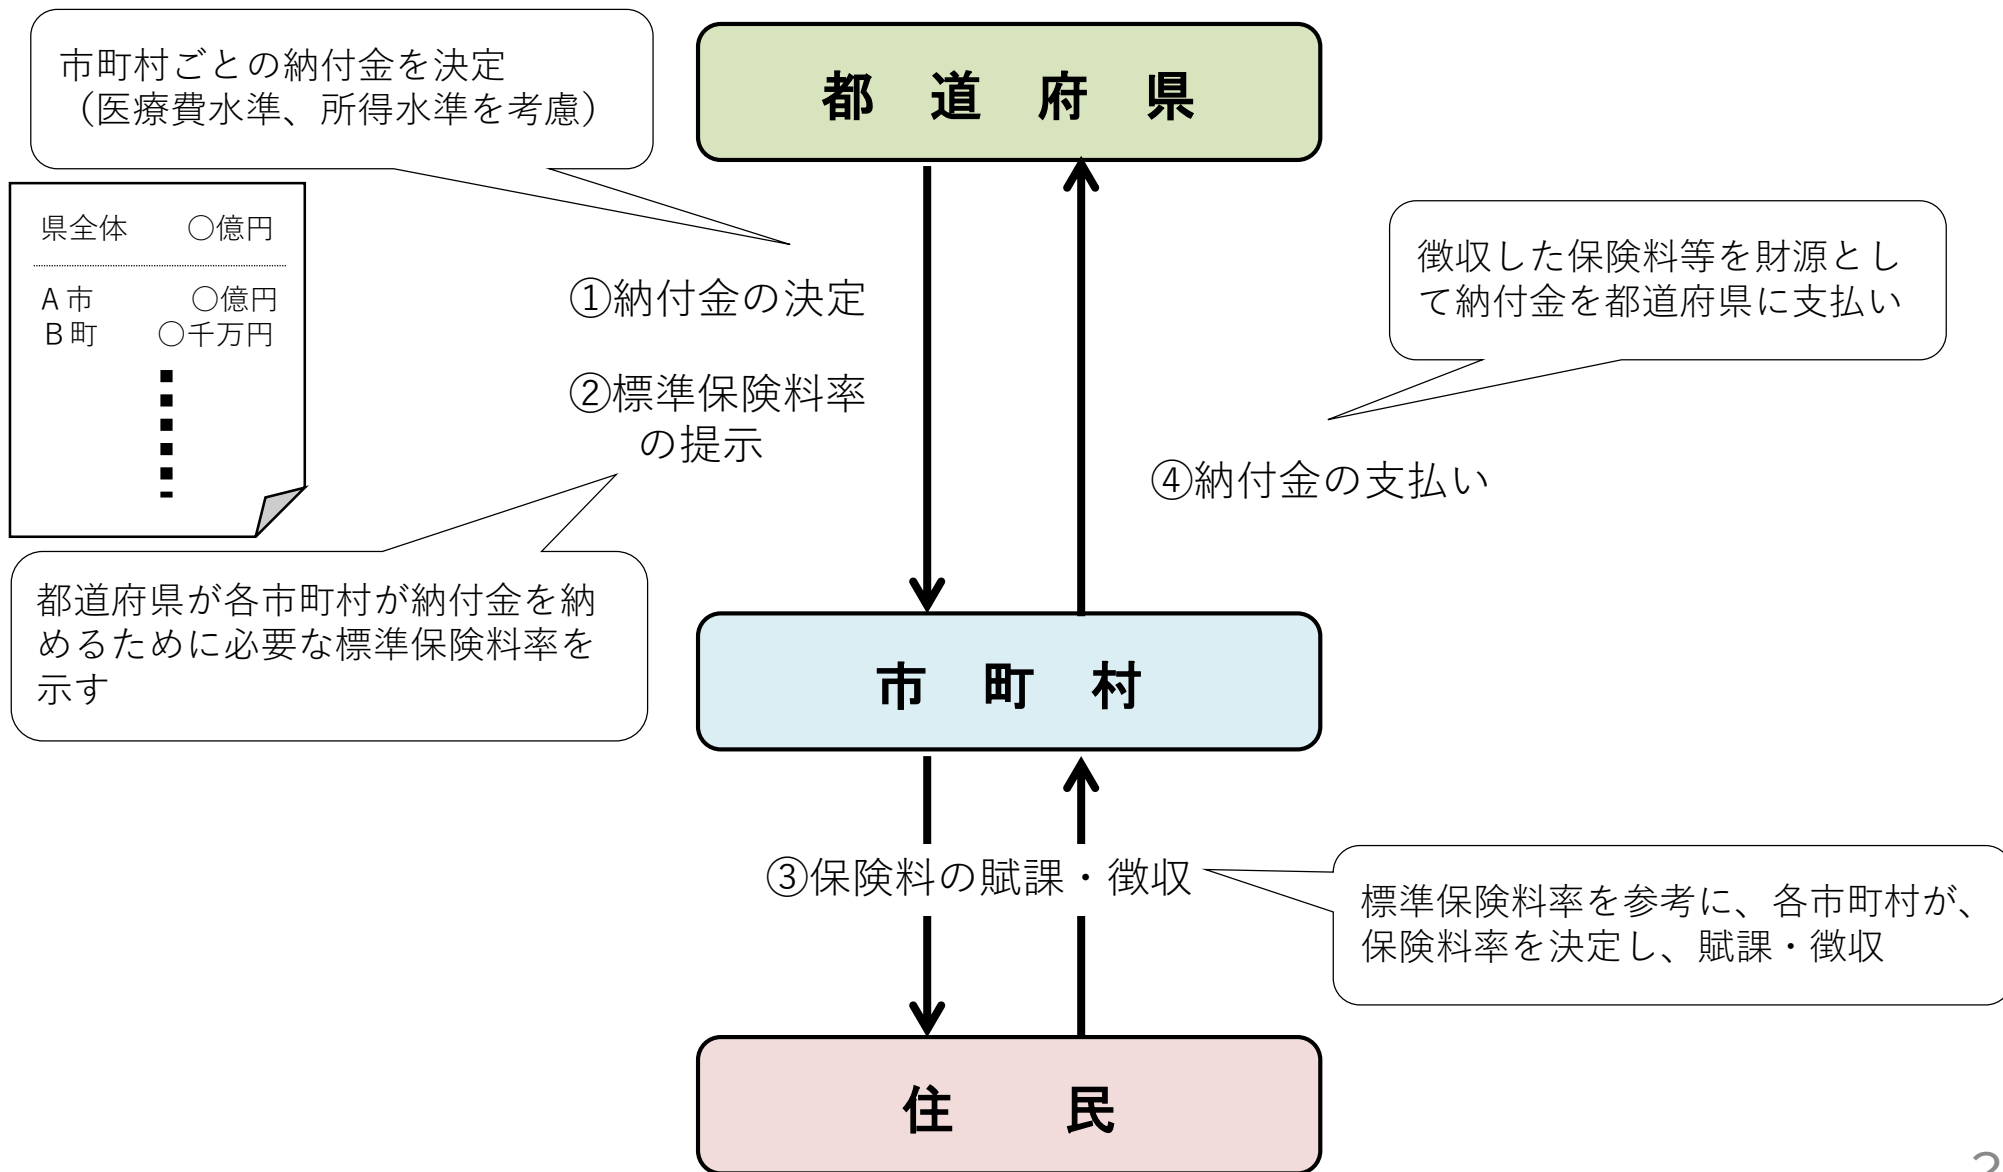 市町村ごとの納付金を決定
（医療費水準、所得水準を考慮）
都　道　府　県
県全体　　○億円
Ａ市　　　○億円
Ｂ町　　○千万円
①納付金の決定
②標準保険料率
の提示
徴収した保険料等を財源とし
て納付金を都道府県に支払い
④納付金の支払い
都道府県が各市町村が納付金を納
めるために必要な標準保険料率を
示す
市　町　村
③保険料の賦課・徴収
標準保険料率を参考に、各市町村が、
保険料率を決定し、賦課・徴収
住　　民